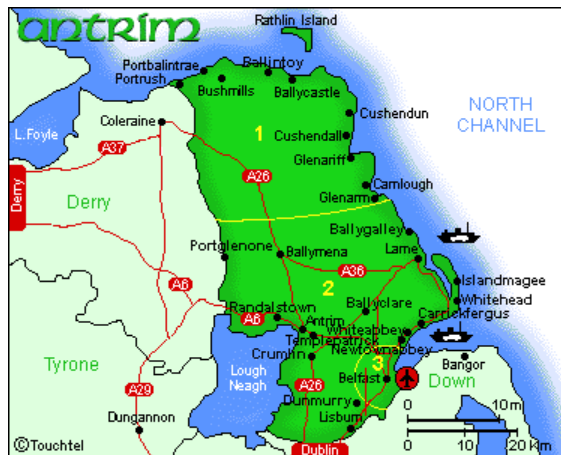 antrim
Rathlin Island
Portballintrae
Ballintoy
Portrush
Bushmills
Ballycastle
L.Foyle
Coleraine
1
Cushendun
NORTH
CHANNEL
Cushendall
A37
Glenariff
Derry
Derry
A26
Carnlough
Glenarm
Ballygalley
Portglenone
Ballymena
Larne
A36
A6
2
Islandmagee
Whitehead
Randalstown
Ballyclare
A6
Antrim
Carrickfergus
Whiteabbey
Templepatrick
Newtownabbey
Crumlin
3
Tyrone
Lough
Neagh
Bangor
A29
A26
Belfast
Down
Dunmurry
0
10m
Dungannon
Lisburn
0
10
20 Km
©Touchtel
Dublin